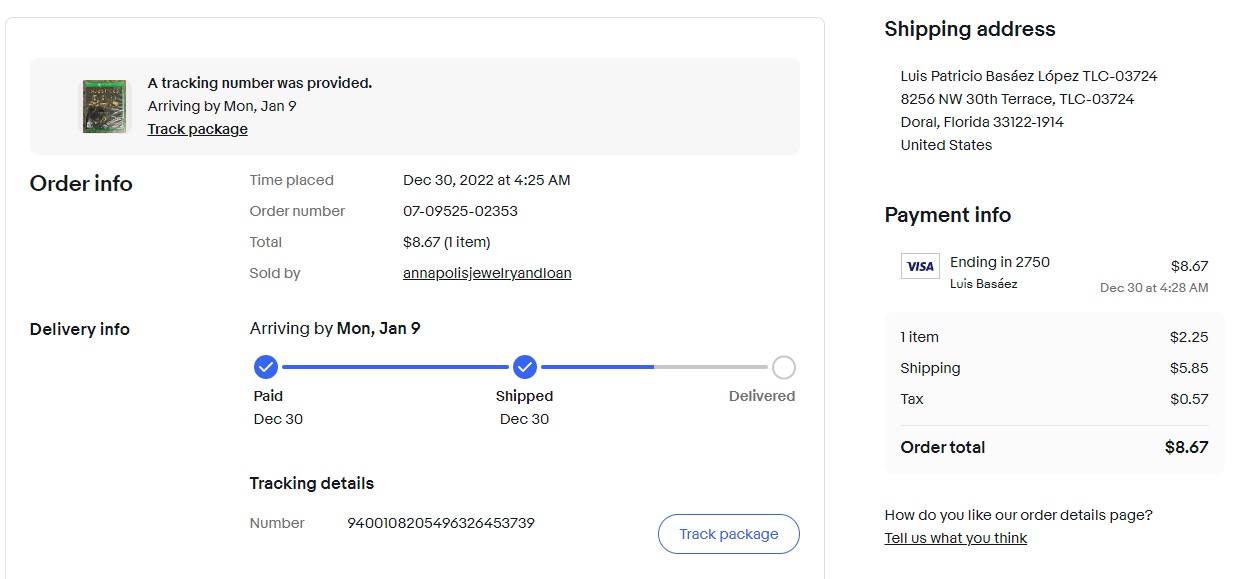 A tracking number was provided.
Arriving by Mon, Jan 9
Track package
Order info
Time placed Dec 30, 2022 at 4:25 AM
Order number 07-09525-02353
Total $8.67 (1 item)
Sold by annapolisjewelryandloan
Delivery info
Arriving by Mon, Jan 9
Paid Shipped Delivered
Dec 30 Dec 30
Tracking details
Number 9400108205496326453739
Track package
Shipping address
Luis Patricio Basáez López TLC-03724
8256 NW 30th Terrace, TLC-03724
Doral, Florida 33122-1914
United States
Payment info
VISA Ending in 2750 $8.67
Luis Basáez Dec 30 at 4:28 AM
1 item $2.25
Shipping $5.85
Tax $0.57
Order total $8.67
How do you like our order details page?
Tell us what you think